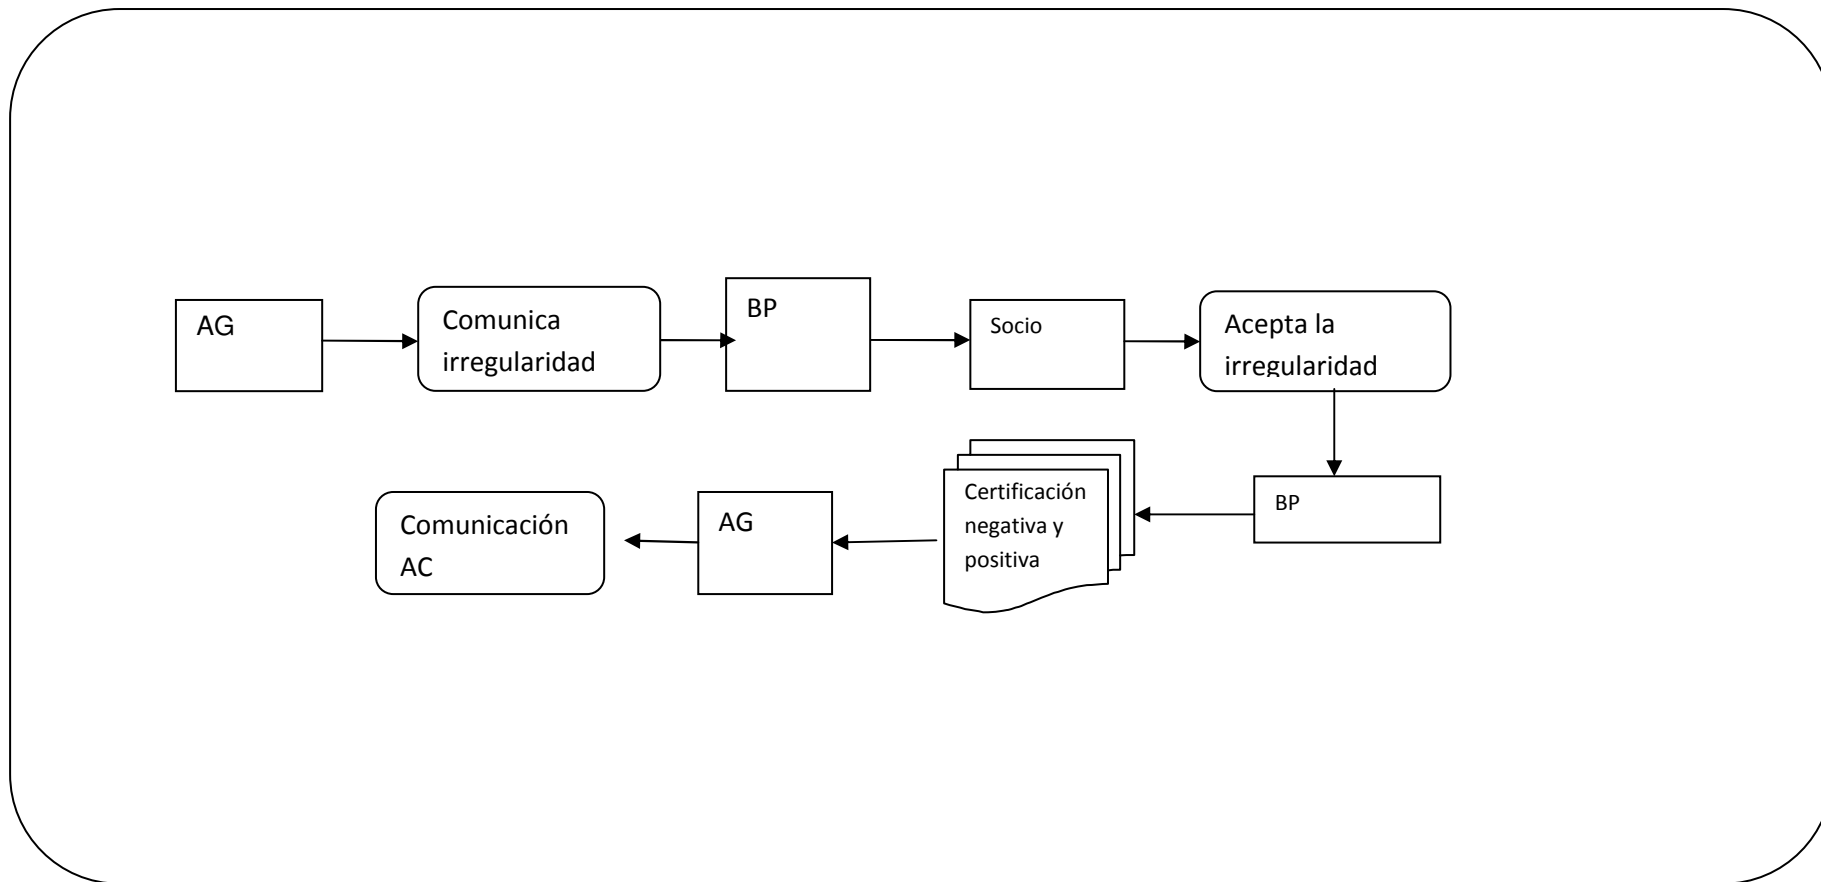 AG
Comunica
irregularidad
BP
Socio
Acepta la
irregularidad
BP
Certificación
negativa y
positiva
AG
Comunicación
AC